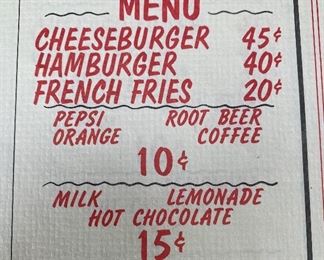 MENU
CHEESEBURGER 45¢
HAMBURGER 40¢
FRENCH FRIES 20¢
PEPSI ROOT BEER
ORANGE COFFEE
10¢
MILK LEMONADE
HOT CHOCOLATE
15¢